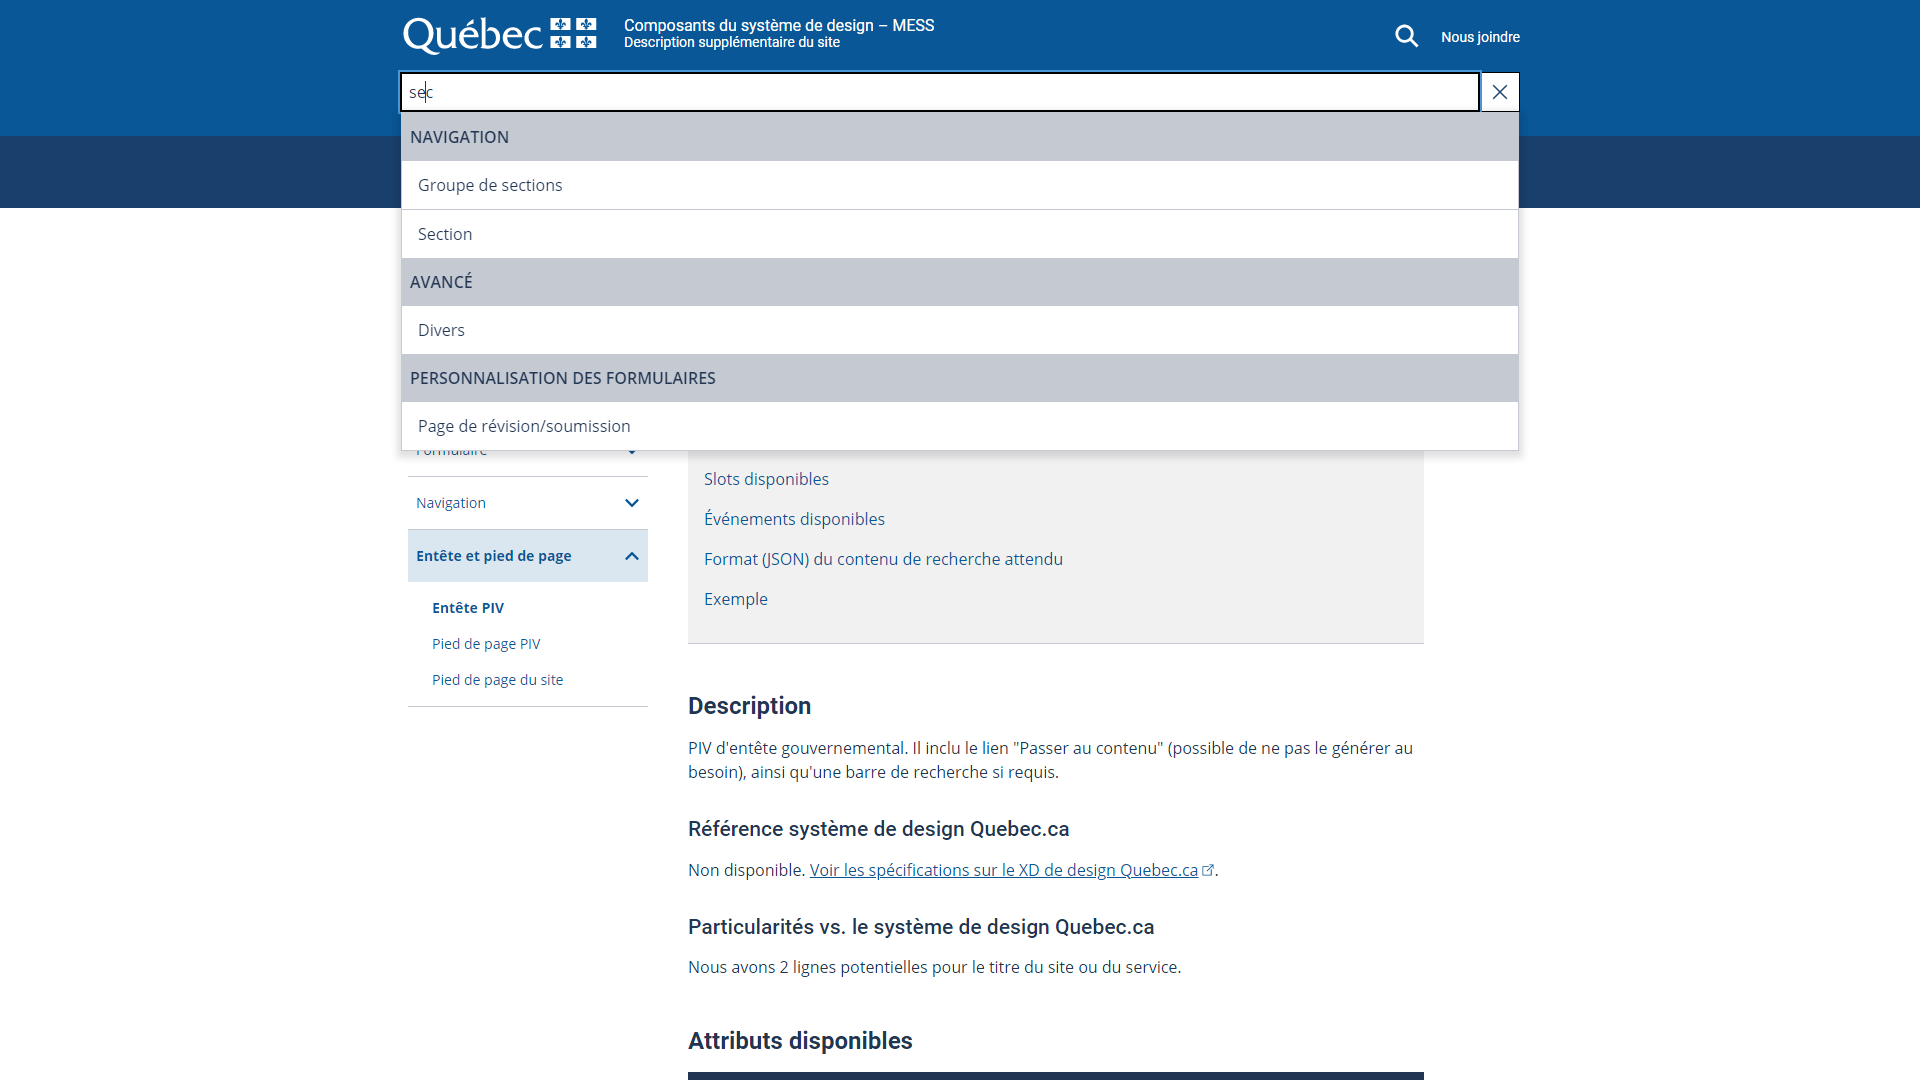 Québec
Composants du système de design – MESS
Description supplémentaire du site
Nous joindre
sec
NAVIGATION
Groupe de sections
Section
AVANCÉ
Divers
PERSONNALISATION DES FORMULAIRES
Page de révision/soumission
Formulaire
Navigation
Entête et pied de page
Entête PIV
Pied de page PIV
Pied de page du site
Slots disponibles
Événements disponibles
Format (JSON) du contenu de recherche attendu
Exemple
Description
PIV d'entête gouvernemental. Il inclu le lien "Passer au contenu" (possible de ne pas le générer au
besoin), ainsi qu'une barre de recherche si requis.
Référence système de design Quebec.ca
Non disponible. Voir les spécifications sur le XD de design Quebec.ca.
Particularités vs. le système de design Quebec.ca
Nous avons 2 lignes potentielles pour le titre du site ou du service.
Attributs disponibles